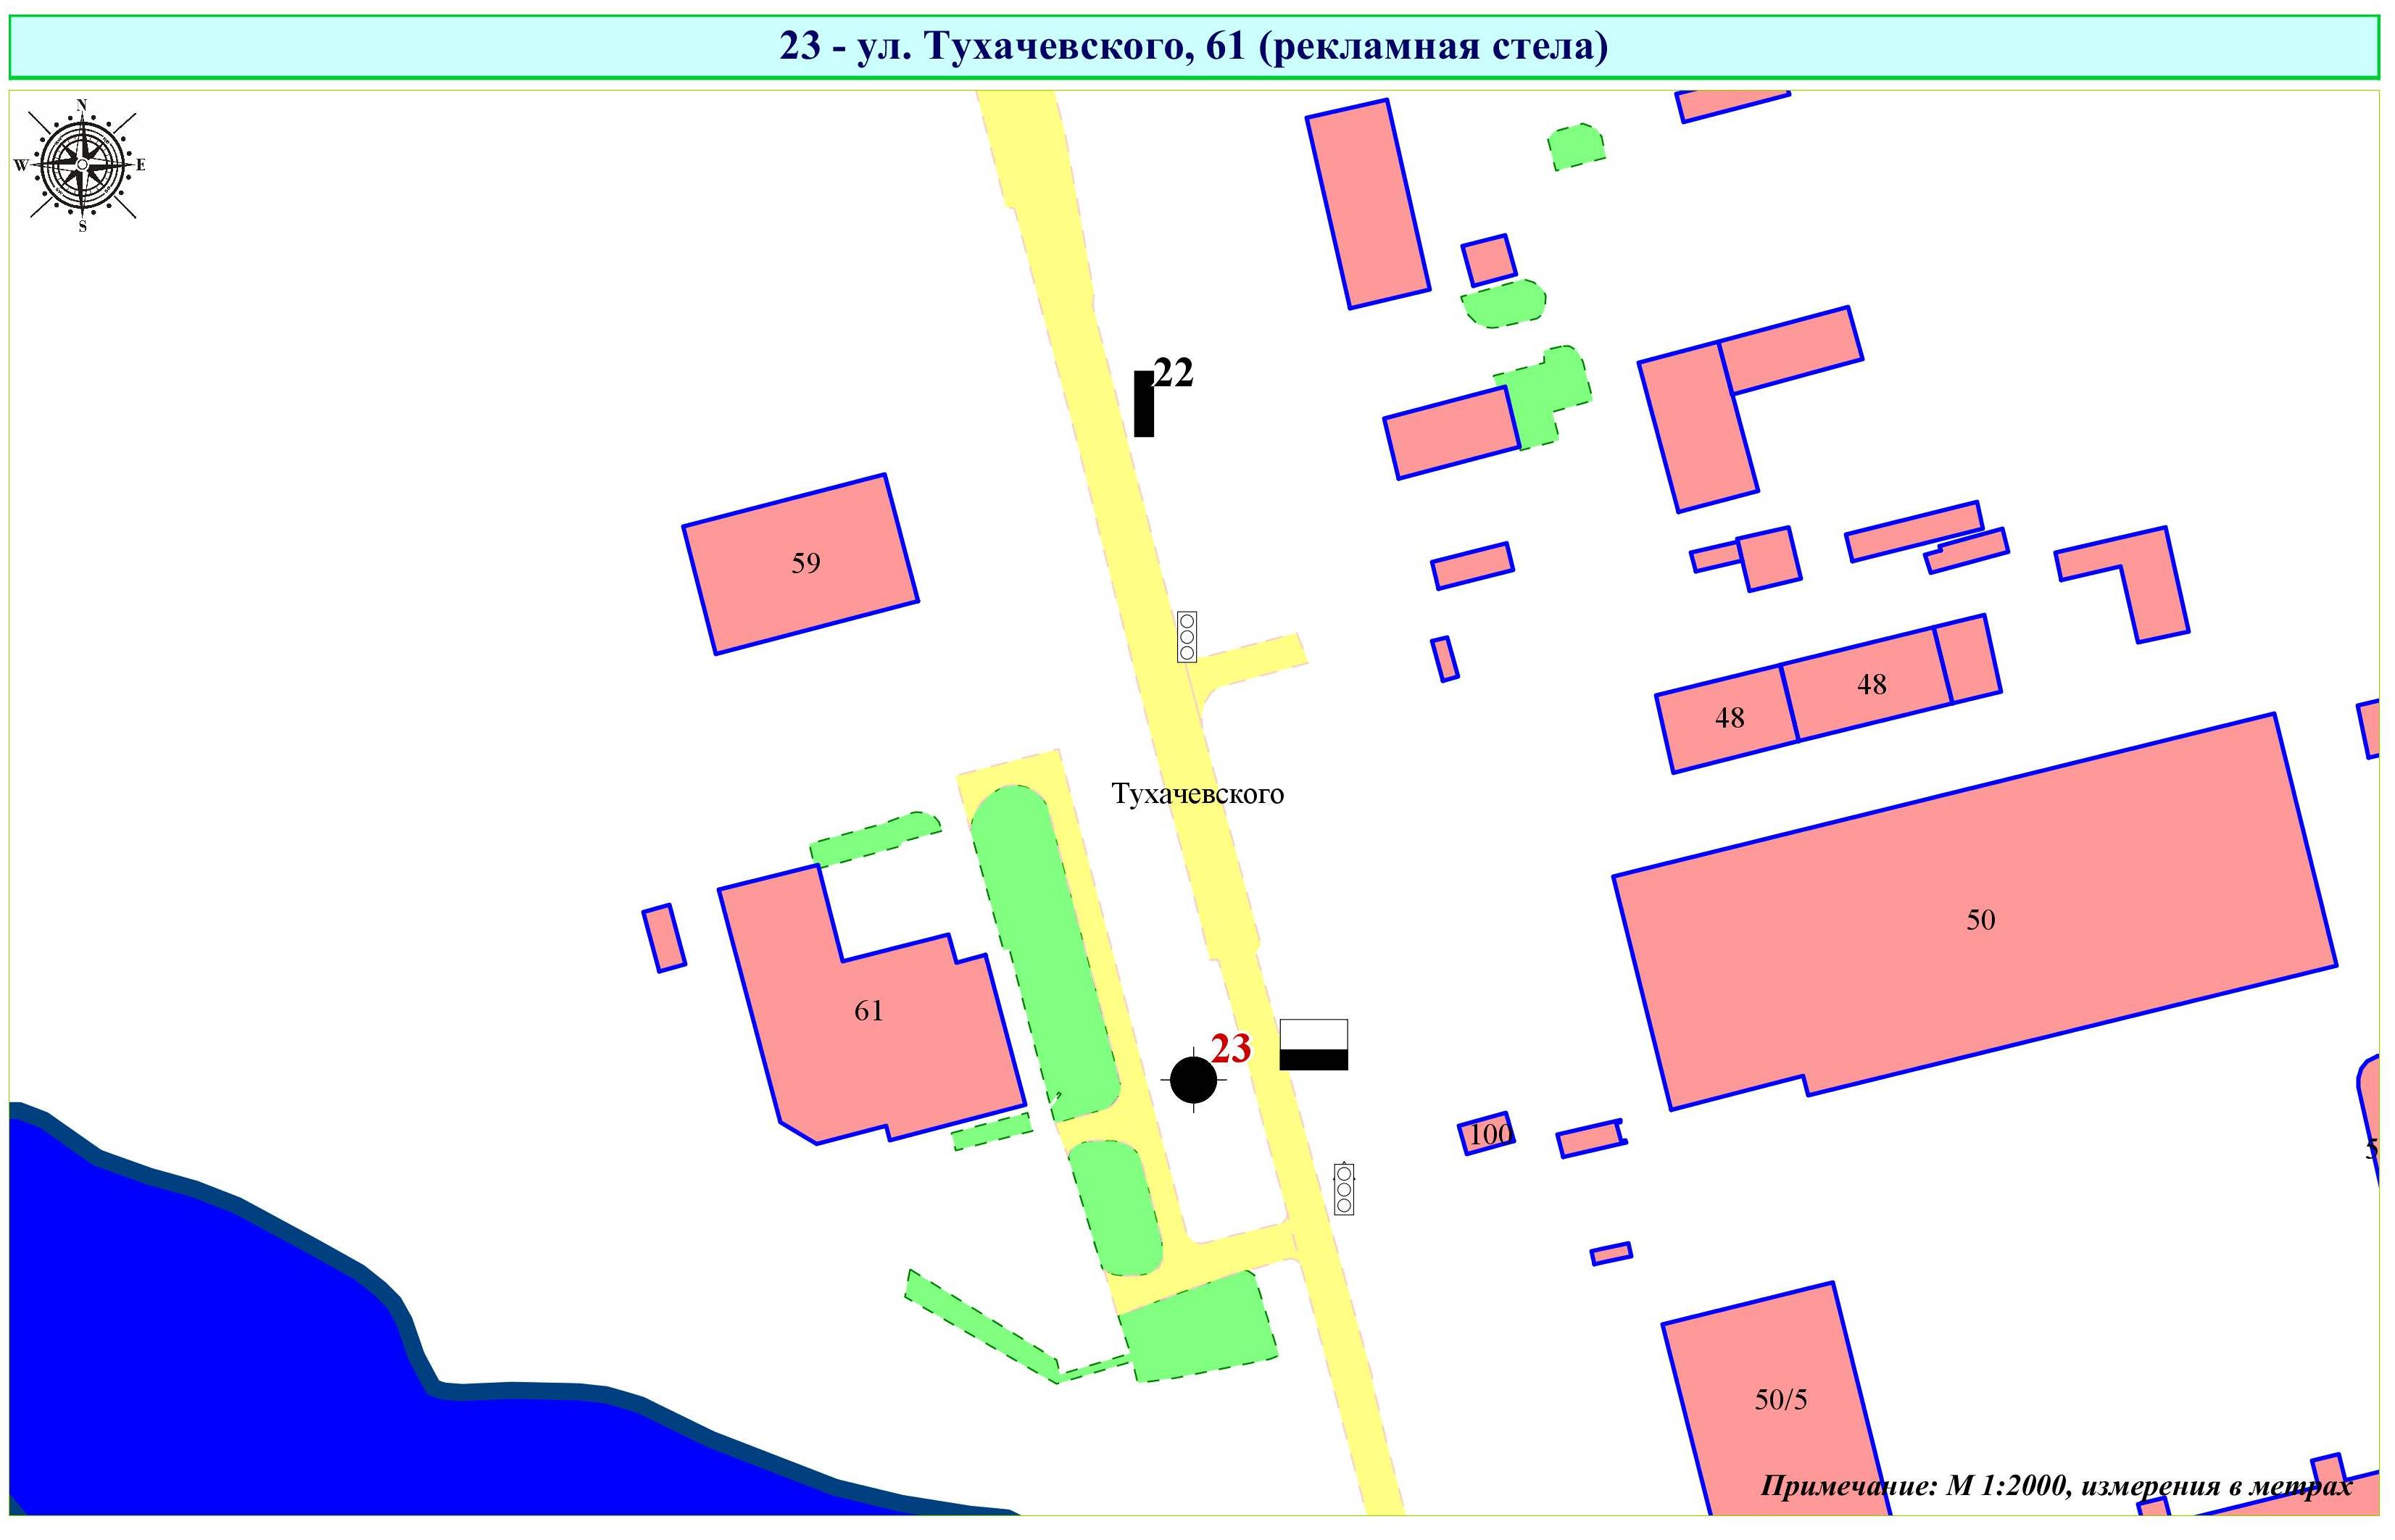 23 - ул. Тухачевского, 61 (рекламная стела)
N
W E
S
22
59
48
48
Тухачевского
50
61
23
100
5
50/5
Примечание: М 1:2000, измерения в метрах